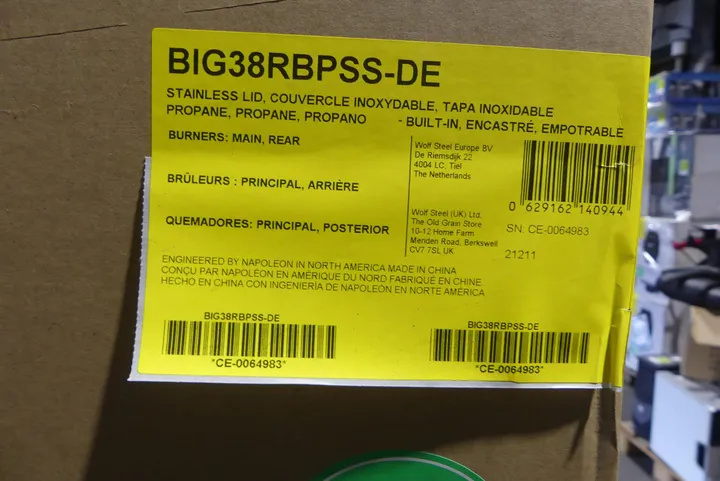 BIG38RBPSS-DE
STAINLESS LID, COUVERCLE INOXYDABLE, TAPA INOXIDABLE
PROPANE, PROPANE, PROPANO - BUILT-IN, ENCASTRÉ, EMPOTRABLE
BURNERS: MAIN, REAR
BRÛLEURS : PRINCIPAL, ARRIÈRE
QUEMADORES: PRINCIPAL, POSTERIOR
Wolf Steel Europe BV
De Riemsdijk 22
4004 LC, Tiel
The Netherlands
Wolf Steel (UK) Ltd.
The Old Grain Store
10-12 Home Farm
Meriden Road, Berkswell
CV7 7SL UK
0 629162 140944
SN. CE-0064983
21211
ENGINEERED BY NAPOLEON IN NORTH AMERICA MADE IN CHINA
CONÇU PAR NAPOLÉON EN AMÉRIQUE DU NORD FABRIQUÉ EN CHINE
HECHO EN CHINA CON INGENIERÍA DE NAPOLEÓN EN NORTE AMÉRICA
BIG38RBPSS-DE
*CE-0064983*
BIG38RBPSS-DE
*CE-0064983*